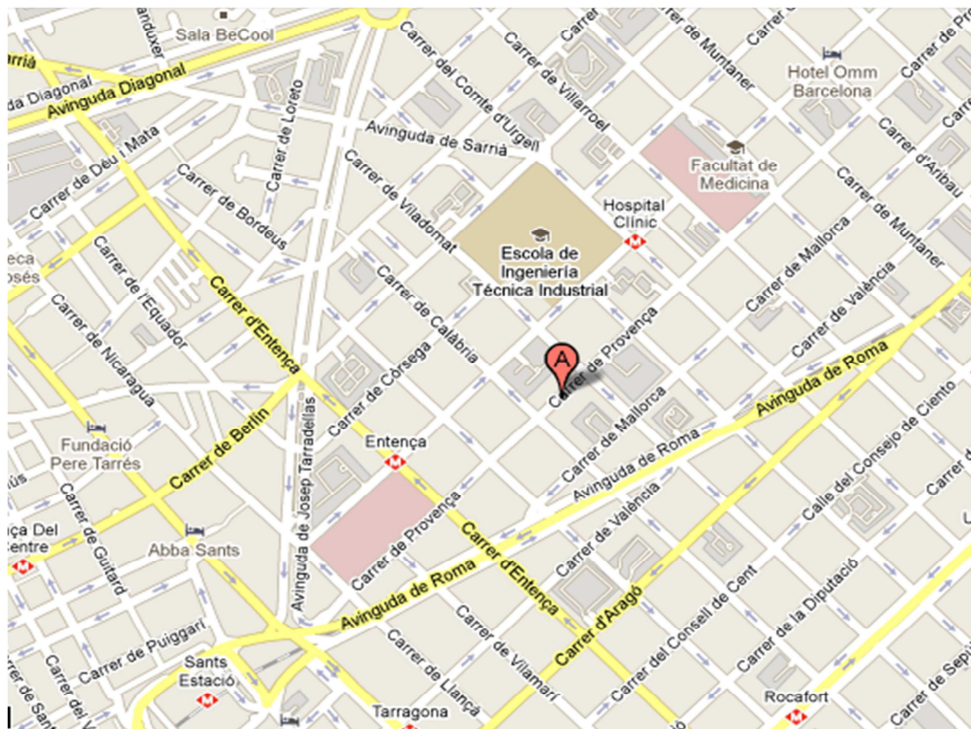 Sala BeCool
Avinguda Diagonal
Carrer de Loreto
Carrer del Comte d'Urgell
Carrer de Villarroel
Carrer de Muntaner
Hotel Omm
Barcelona
Avinguda de Sarrià
Carrer de Dèu i Mata
Facultat de
Medicina
Carrer d'Aribau
Carrer de Viladomat
Carrer de Bordeus
Hospital
Clínic
Escola de
Ingeniería
Técnica Industrial
Carrer de Muntaner
Carrer de Mallorca
Carrer de València
Carrer de l'Equador
Carrer d'Entença
Carrer de Calàbria
Carrer de Nicaragua
Carrer de Còrsega
A
Carrer de Provença
Avinguda de Roma
Carrer de Mallorca
Carrer de Berlín
Entença
Fundació
Pere Tarrés
Avinguda de Josep Tarradellas
Avinguda de Roma
Calle del Consejo de Ciento
Carrer de València
Carrer de Provença
Carrer de Guitard
Abba Sants
Carrer d'Entença
Avinguda de Roma
Carrer d'Aragó
Carrer del Consell de Cent
Carrer de la Diputació
Carrer de Puiggarí
Sants
Estació
Carrer de Vilamarí
Carrer de Llançà
Tarragona
Rocafort